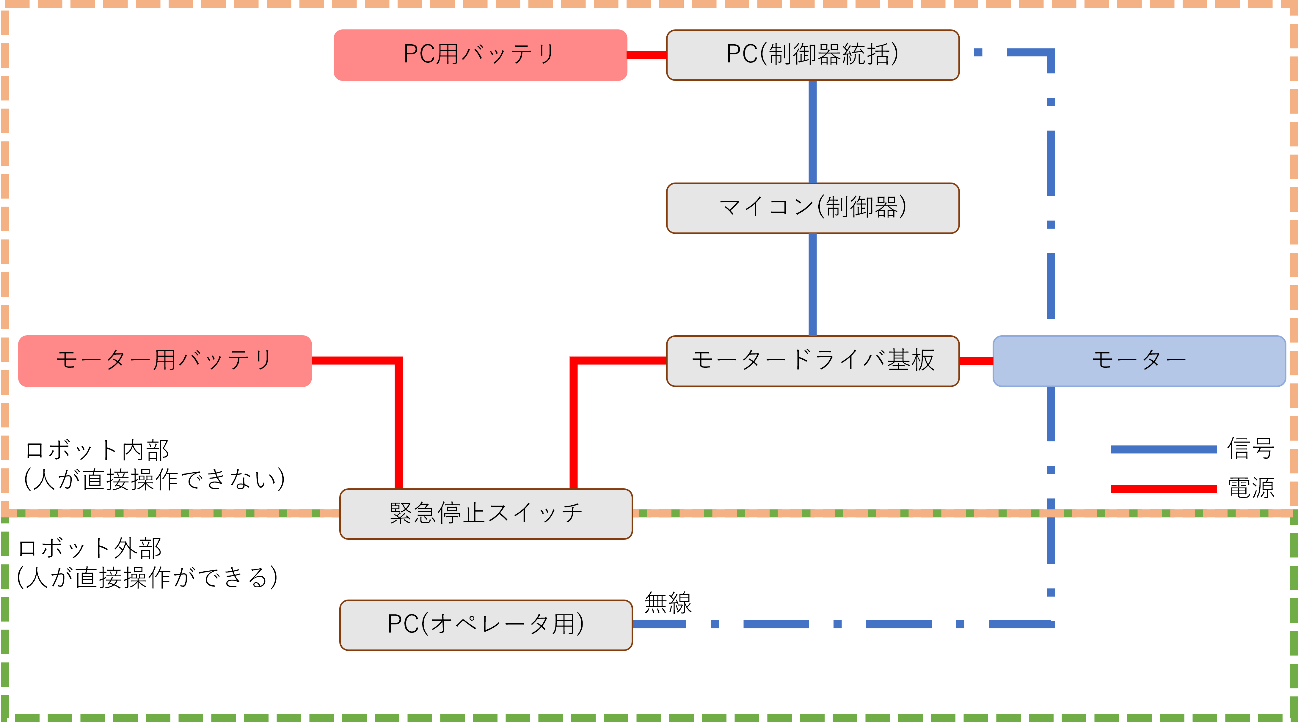 PC用バッテリ
PC(制御器統括)
マイコン(制御器)
モーター用バッテリ
モータードライバ基板
モーター
ロボット内部
(人が直接操作できない)
信号
電源
緊急停止スイッチ
ロボット外部
(人が直接操作ができる)
無線
PC(オペレータ用)